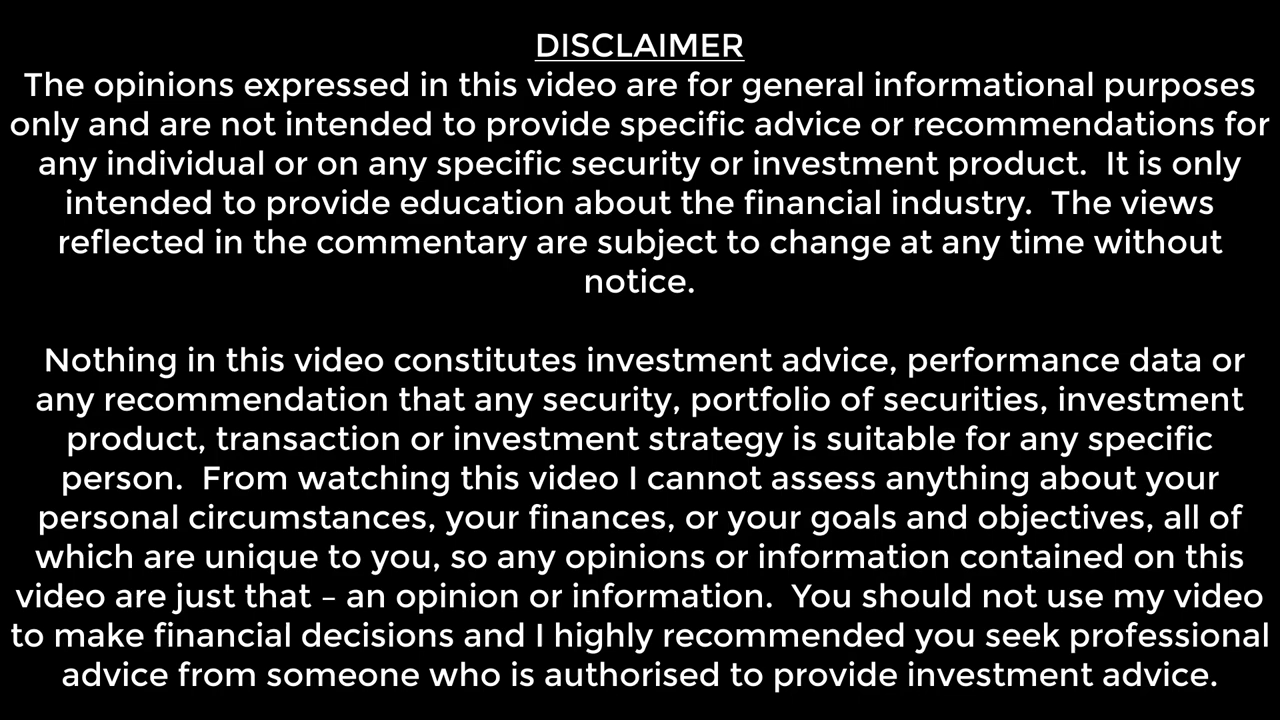 DISCLAIMER
The opinions expressed in this video are for general informational purposes
only and are not intended to provide specific advice or recommendations for
any individual or on any specific security or investment product.  It is only
intended to provide education about the financial industry.  The views
reflected in the commentary are subject to change at any time without
notice.
Nothing in this video constitutes investment advice, performance data or
any recommendation that any security, portfolio of securities, investment
product, transaction or investment strategy is suitable for any specific
person.  From watching this video I cannot assess anything about your
personal circumstances, your finances, or your goals and objectives, all of
which are unique to you, so any opinions or information contained on this
video are just that – an opinion or information.  You should not use my video
to make financial decisions and I highly recommended you seek professional
advice from someone who is authorised to provide investment advice.